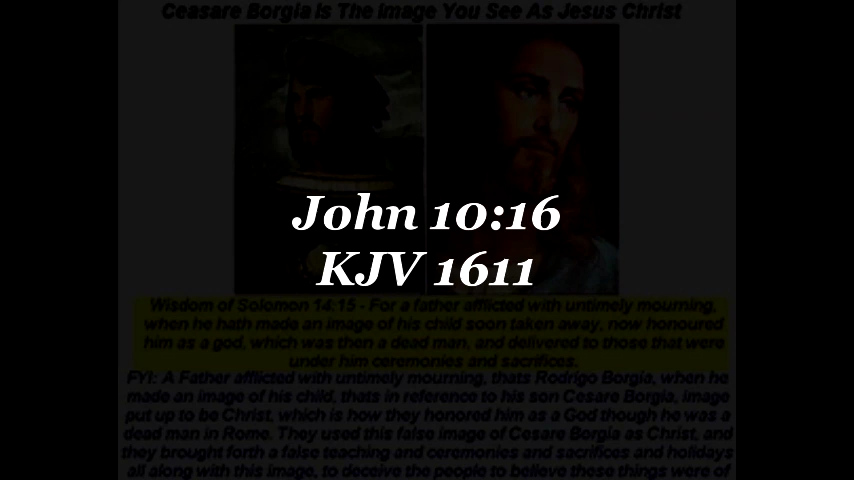 Ceasare Borgia Is The Image You See As Jesus Christ
John 10:16
KJV 1611
Wisdom of Solomon 14:15 - For a father afflicted with untimely mourning,
when he hath made an image of his child soon taken away, now honoured
him as a god, which was then a dead man, and delivered to those that were
under him ceremonies and sacrifices.
FYI: A Father afflicted with untimely mourning, thats Rodrigo Borgia, when he
made an image of his child, thats in reference to his son Cesare Borgia, image
put up to be Christ, which is how they honored him as a God though he was a
dead man in Rome. They used this false image of Cesare Borgia as Christ, and
they brought forth a false teaching and ceremonies and sacrifices and holidays
all along with this image, to deceive the people to believe these things were of